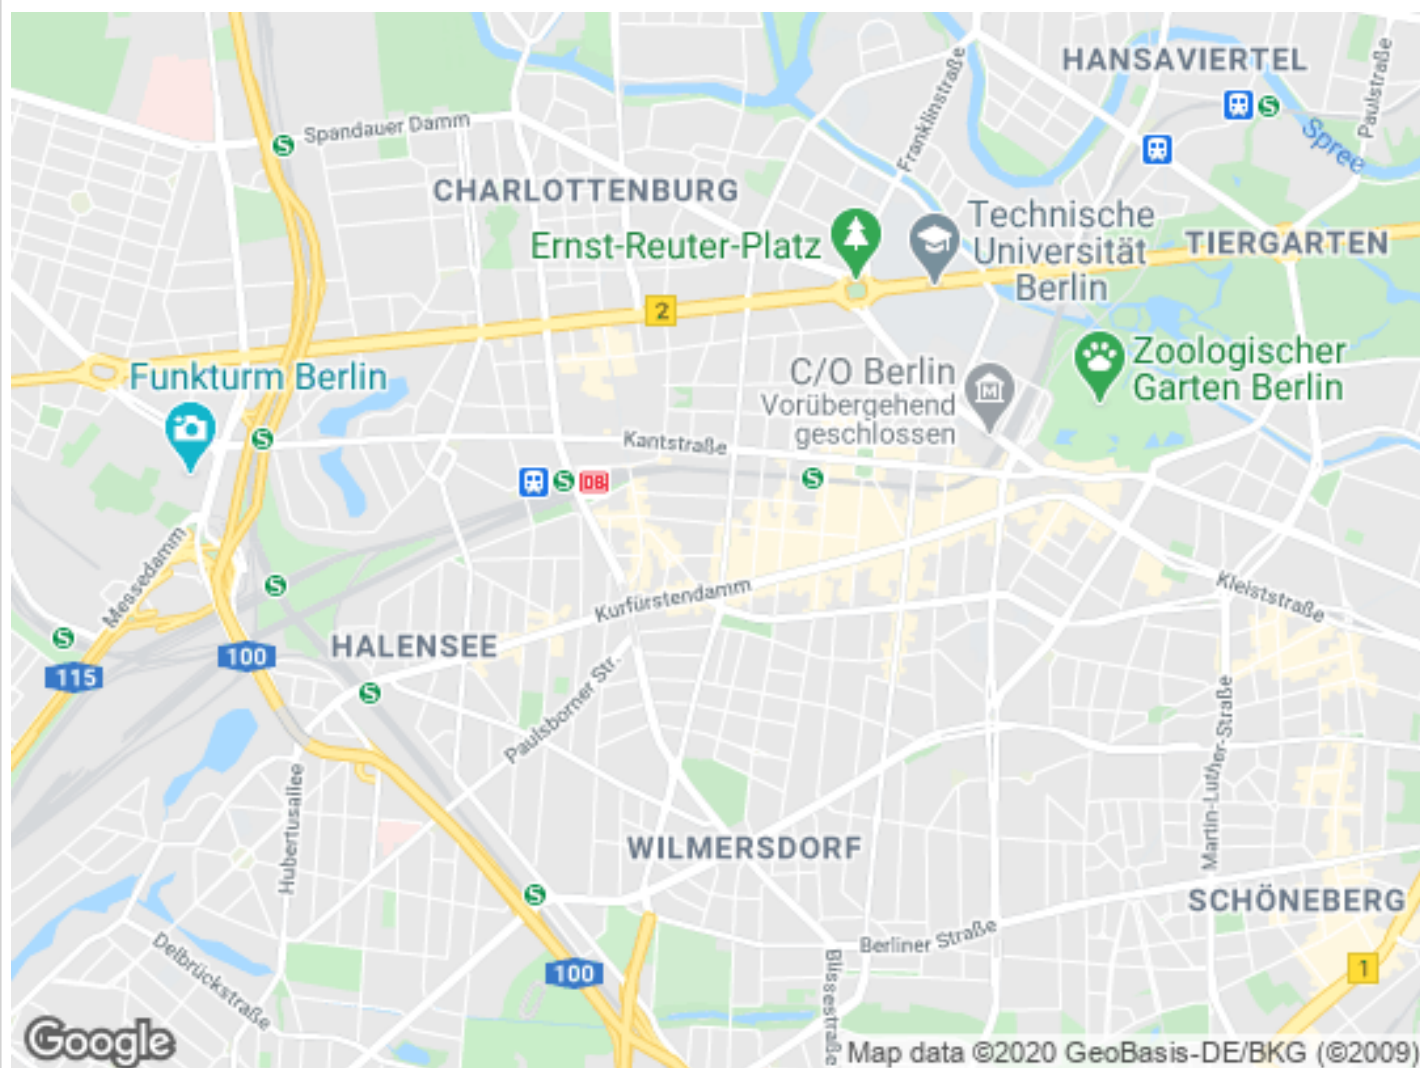 HANSAVIERTEL
Paulstraße
Franklinstraße
S
Spree
Spandauer Damm
S
CHARLOTTENBURG
Technische
Universität
Berlin
Ernst-Reuter-Platz
TIERGARTEN
2
Zoologischer
Garten Berlin
C/O Berlin
Vorübergehend
geschlossen
Funkturm Berlin
S
Kantstraße
S
DB
S
Messedamm
S
Kurfürstendamm
Kleiststraße
S
HALENSEE
100
115
S
Paulsborner Str.
Martin-Luther-Straße
Hubertusallee
WILMERSDORF
S
SCHÖNEBERG
Berliner Straße
Delbrückstraße
100
Blissestraße
1
Google
Map data ©2020 GeoBasis-DE/BKG (©2009)